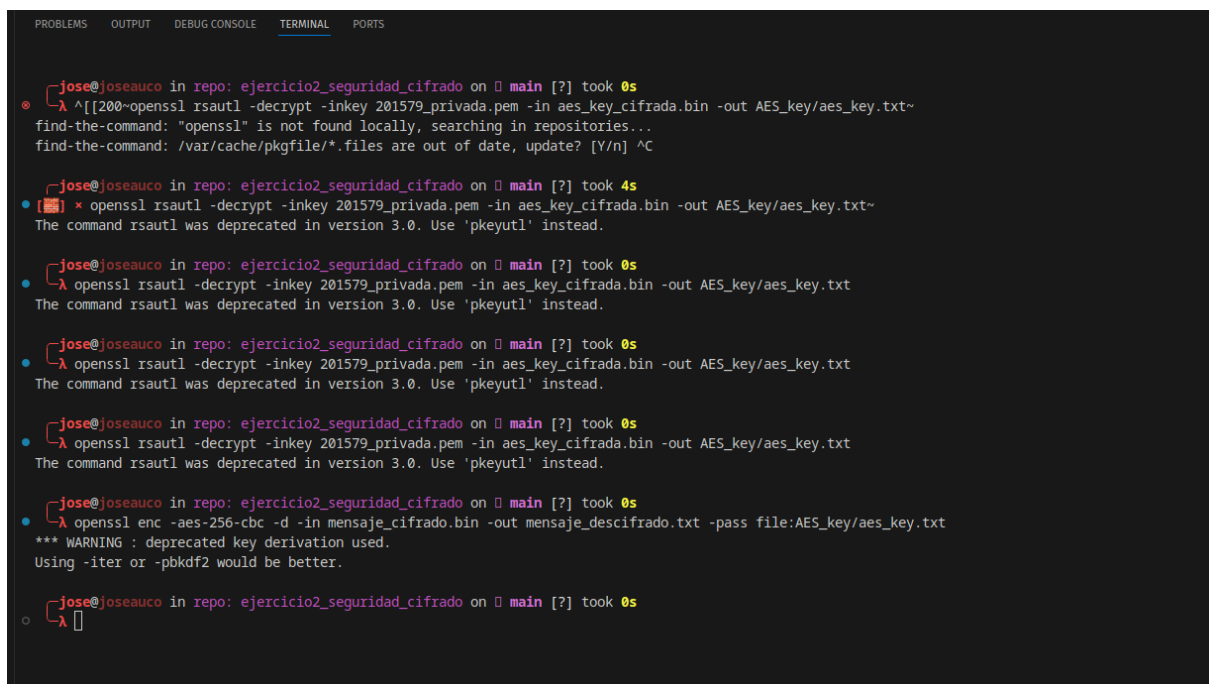 PROBLEMS OUTPUT DEBUG CONSOLE TERMINAL PORTS
jose@joseauco in repo: ejercicio2_seguridad_cifrado on main [?] took 0s
λ ^[[200~openssl rsautl -decrypt -inkey 201579_privada.pem -in aes_key_cifrada.bin -out AES_key/aes_key.txt~
find-the-command: "openssl" is not found locally, searching in repositories...
find-the-command: /var/cache/pkgfile/*.files are out of date, update? [Y/n] ^C
jose@joseauco in repo: ejercicio2_seguridad_cifrado on main [?] took 4s
[🧱] × openssl rsautl -decrypt -inkey 201579_privada.pem -in aes_key_cifrada.bin -out AES_key/aes_key.txt~
The command rsautl was deprecated in version 3.0. Use 'pkeyutl' instead.
jose@joseauco in repo: ejercicio2_seguridad_cifrado on main [?] took 0s
λ openssl rsautl -decrypt -inkey 201579_privada.pem -in aes_key_cifrada.bin -out AES_key/aes_key.txt
The command rsautl was deprecated in version 3.0. Use 'pkeyutl' instead.
jose@joseauco in repo: ejercicio2_seguridad_cifrado on main [?] took 0s
λ openssl rsautl -decrypt -inkey 201579_privada.pem -in aes_key_cifrada.bin -out AES_key/aes_key.txt
The command rsautl was deprecated in version 3.0. Use 'pkeyutl' instead.
jose@joseauco in repo: ejercicio2_seguridad_cifrado on main [?] took 0s
λ openssl rsautl -decrypt -inkey 201579_privada.pem -in aes_key_cifrada.bin -out AES_key/aes_key.txt
The command rsautl was deprecated in version 3.0. Use 'pkeyutl' instead.
jose@joseauco in repo: ejercicio2_seguridad_cifrado on main [?] took 0s
λ openssl enc -aes-256-cbc -d -in mensaje_cifrado.bin -out mensaje_descifrado.txt -pass file:AES_key/aes_key.txt
*** WARNING : deprecated key derivation used.
Using -iter or -pbkdf2 would be better.
jose@joseauco in repo: ejercicio2_seguridad_cifrado on main [?] took 0s
λ